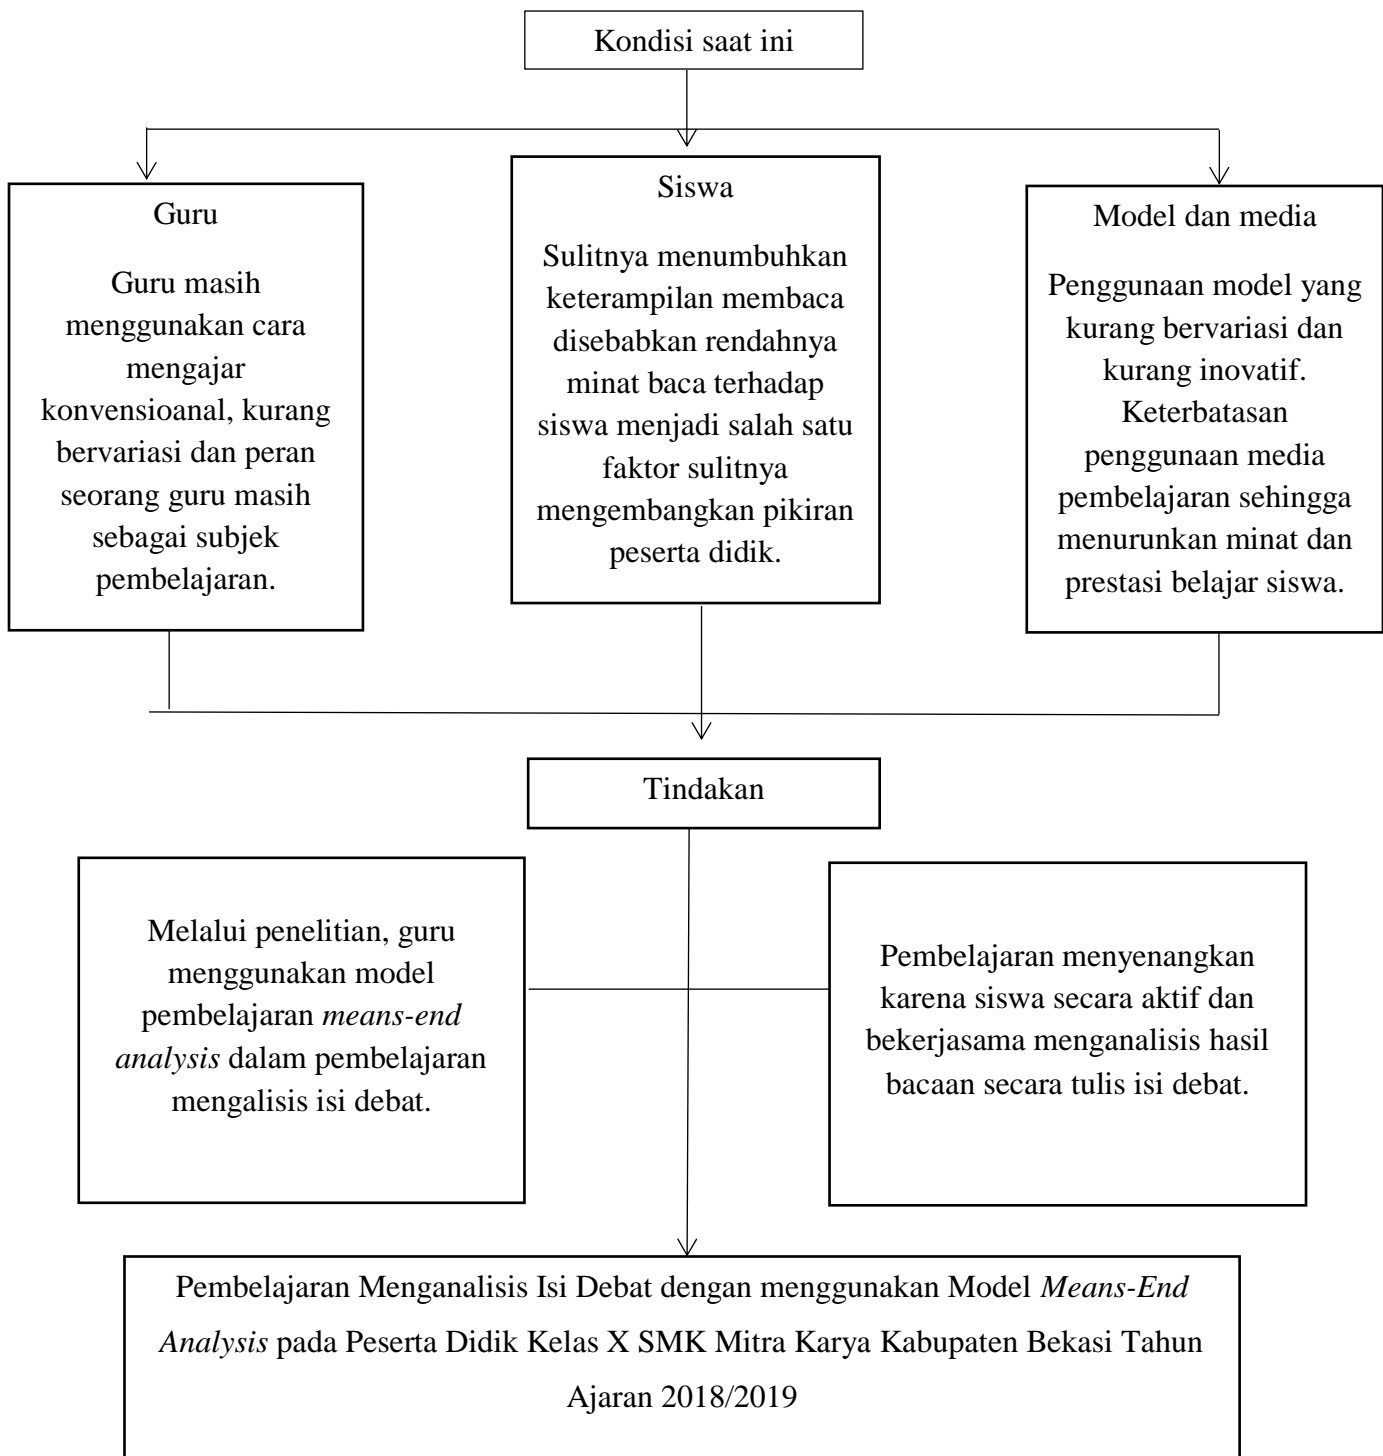 Kondisi saat ini
Guru
Guru masih
menggunakan cara
mengajar
konvensioanal, kurang
bervariasi dan peran
seorang guru masih
sebagai subjek
pembelajaran.
Siswa
Sulitnya menumbuhkan
keterampilan membaca
disebabkan rendahnya
minat baca terhadap
siswa menjadi salah satu
faktor sulitnya
mengembangkan pikiran
peserta didik.
Model dan media
Penggunaan model yang
kurang bervariasi dan
kurang inovatif.
Keterbatasan
penggunaan media
pembelajaran sehingga
menurunkan minat dan
prestasi belajar siswa.
Tindakan
Melalui penelitian, guru
menggunakan model
pembelajaran means-end
analysis dalam pembelajaran
mengalisis isi debat.
Pembelajaran menyenangkan
karena siswa secara aktif dan
bekerjasama menganalisis hasil
bacaan secara tulis isi debat.
Pembelajaran Menganalisis Isi Debat dengan menggunakan Model Means-End
Analysis pada Peserta Didik Kelas X SMK Mitra Karya Kabupaten Bekasi Tahun
Ajaran 2018/2019